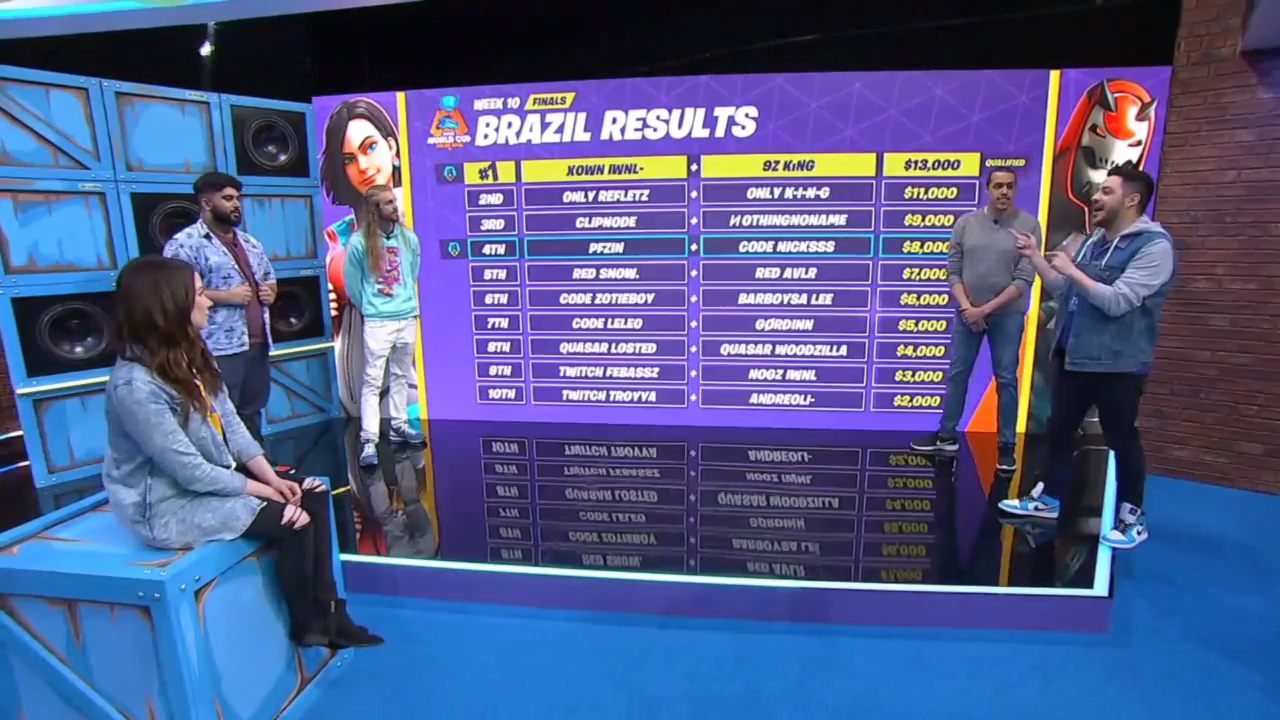 WEEK 10 FINALS
BRAZIL RESULTS
WORLD CUP
#1 XOWN IWNL- + 9Z KING $13,000 QUALIFIED
2ND ONLY REFLETZ + ONLY K-I-N-G $11,000
3RD CLIPNODE + NOTHINGNONAME $9,000
4TH PFZIN + CODE NICKSSS $8,000
5TH RED SNOW. + RED AVLR $7,000
6TH CODE ZOTIEBOY + BARBOYSA LEE $6,000
7TH CODE LELEO + GØRDINN $5,000
8TH QUASAR LOSTED + QUASAR WOODZILLA $4,000
9TH TWITCH FEBASSZ + NOGZ IWNL $3,000
10TH TWITCH TROYYA + ANDREOLI- $2,000